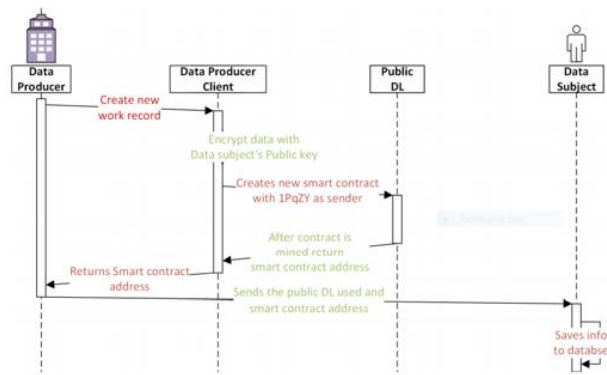 Data
Producer
Data Producer
Client
Public
DL
Data
Subject
Create new
work record
Encrypt data with
Data subject's Public key
Creates new smart contract
with 1PqZY as sender
After contract is
mined return
smart contract address
Returns Smart contract
address
Sends the public DL used and
smart contract address
Saves info
to databse